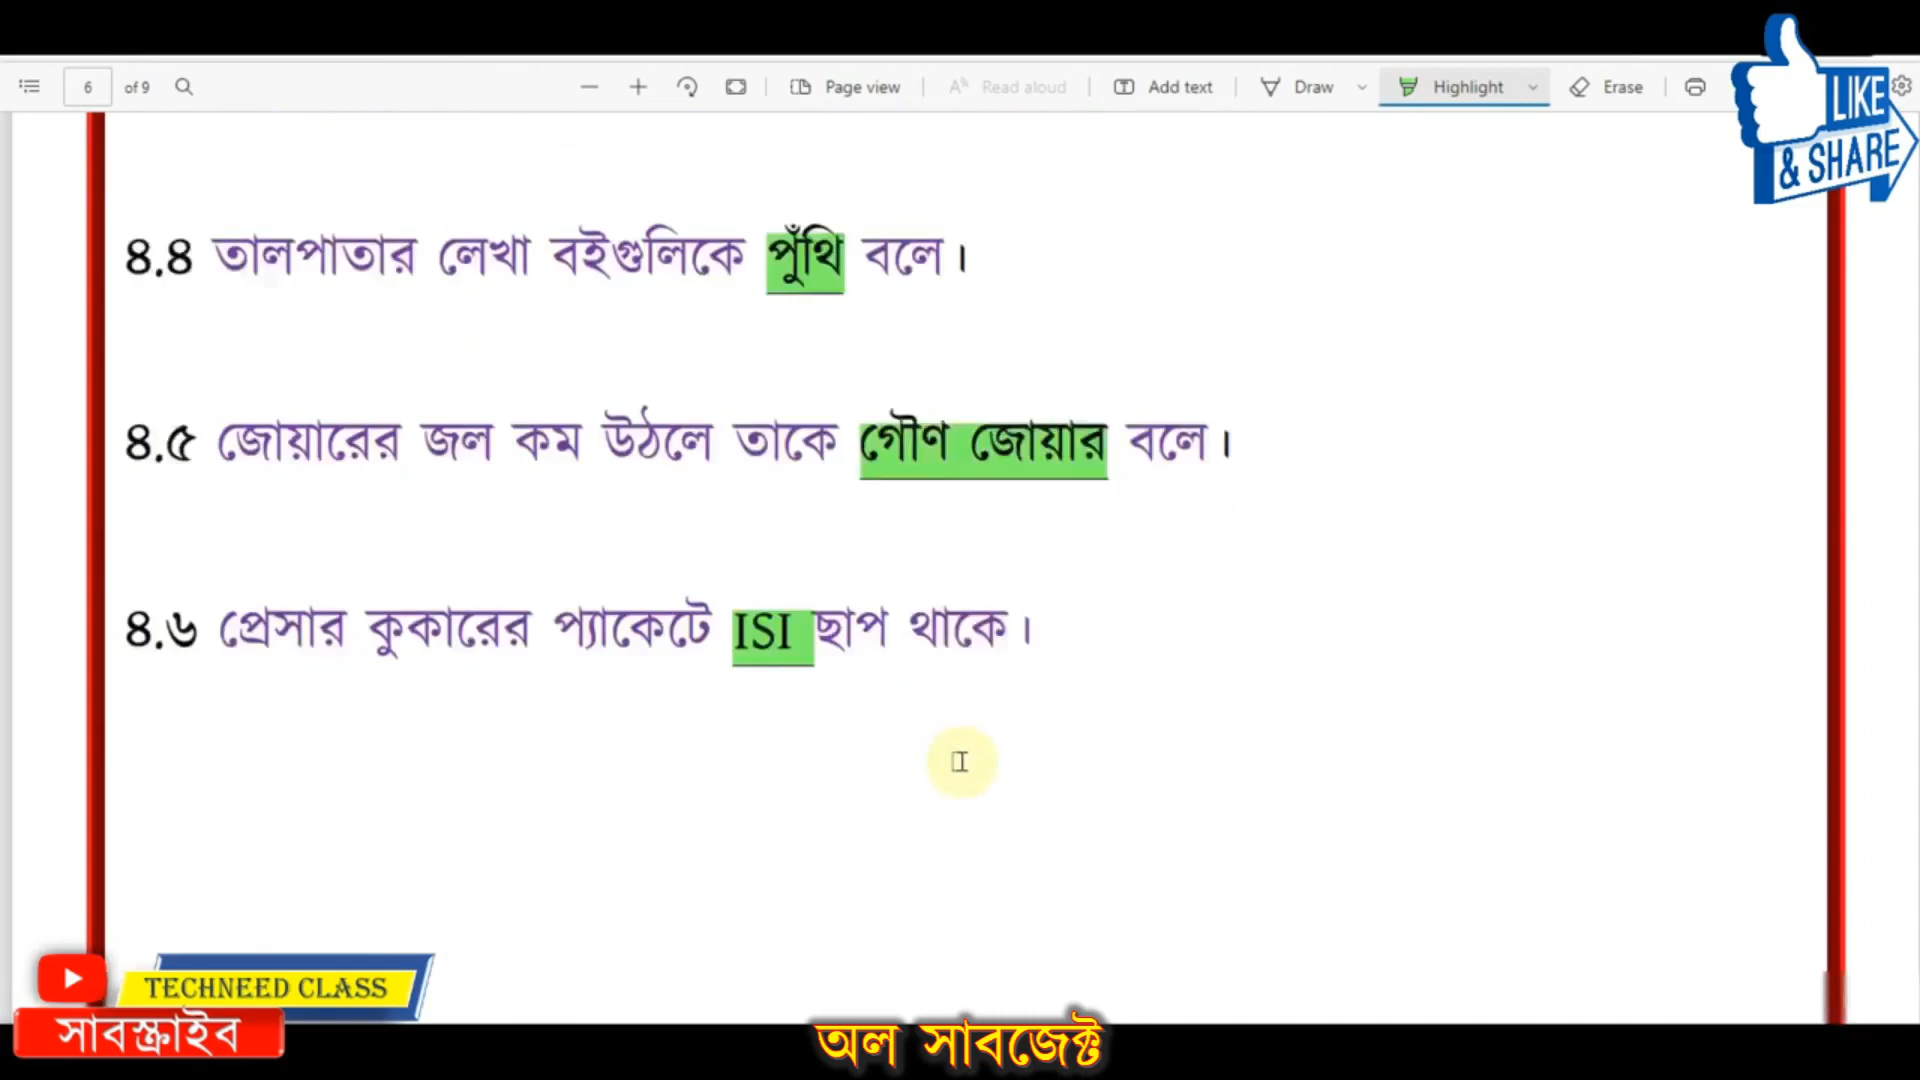 LIKE
& SHARE
6 of 9 Page view Read aloud Add text Draw Highlight Erase
৪.৪ তালপাতার লেখা বইগুলিকে পুঁথি বলে।
৪.৫ জোয়ারের জল কম উঠলে তাকে গৌণ জোয়ার বলে।
৪.৬ প্রেসার কুকারের প্যাকেটে ISI ছাপ থাকে।
TECHNEED CLASS
সাবস্ক্রাইব
অল সাবজেক্ট